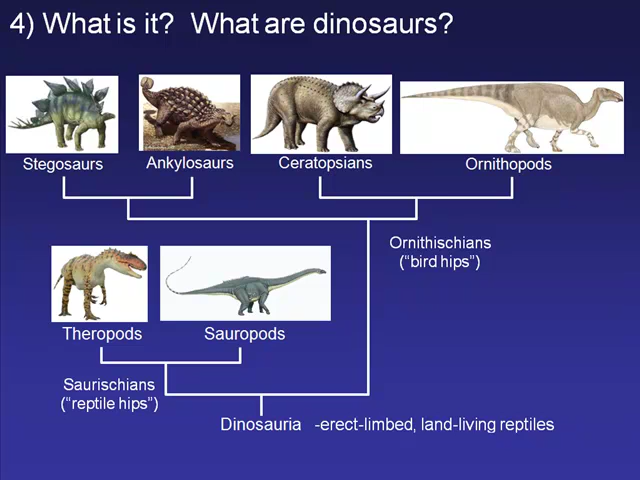 4) What is it?  What are dinosaurs?
Stegosaurs
Ankylosaurs
Ceratopsians
Ornithopods
Ornithischians
("bird hips")
Theropods
Sauropods
Saurischians
("reptile hips")
Dinosauria  -erect-limbed, land-living reptiles